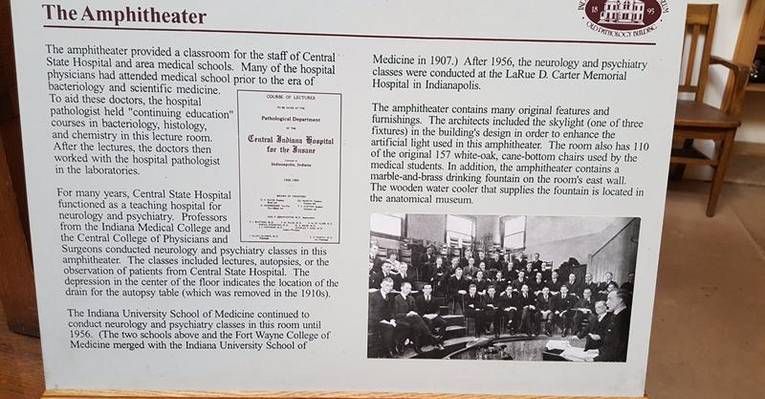 The Amphitheater
18 95
OLD PATHOLOGY BUILDING
The amphitheater provided a classroom for the staff of Central
State Hospital and area medical schools. Many of the hospital
physicians had attended medical school prior to the era of
bacteriology and scientific medicine.
To aid these doctors, the hospital
pathologist held "continuing education"
courses in bacteriology, histology,
and chemistry in this lecture room.
After the lectures, the doctors then
worked with the hospital pathologist
in the laboratories.
COURSE OF LECTURES
Pathological Department
OF THE
Central Indiana Hospital
for the Insane
Indianapolis, Indiana
For many years, Central State Hospital
functioned as a teaching hospital for
neurology and psychiatry. Professors
from the Indiana Medical College and
the Central College of Physicians and
Surgeons conducted neurology and psychiatry classes in this
amphitheater. The classes included lectures, autopsies, or the
observation of patients from Central State Hospital. The
depression in the center of the floor indicates the location of the
drain for the autopsy table (which was removed in the 1910s).
The Indiana University School of Medicine continued to
conduct neurology and psychiatry classes in this room until
1956. (The two schools above and the Fort Wayne College of
Medicine merged with the Indiana University School of
Medicine in 1907.) After 1956, the neurology and psychiatry
classes were conducted at the LaRue D. Carter Memorial
Hospital in Indianapolis.
The amphitheater contains many original features and
furnishings. The architects included the skylight (one of three
fixtures) in the building's design in order to enhance the
artificial light used in this amphitheater. The room also has 110
of the original 157 white-oak, cane-bottom chairs used by the
medical students. In addition, the amphitheater contains a
marble-and-brass drinking fountain on the room's east wall.
The wooden water cooler that supplies the fountain is located in
the anatomical museum.